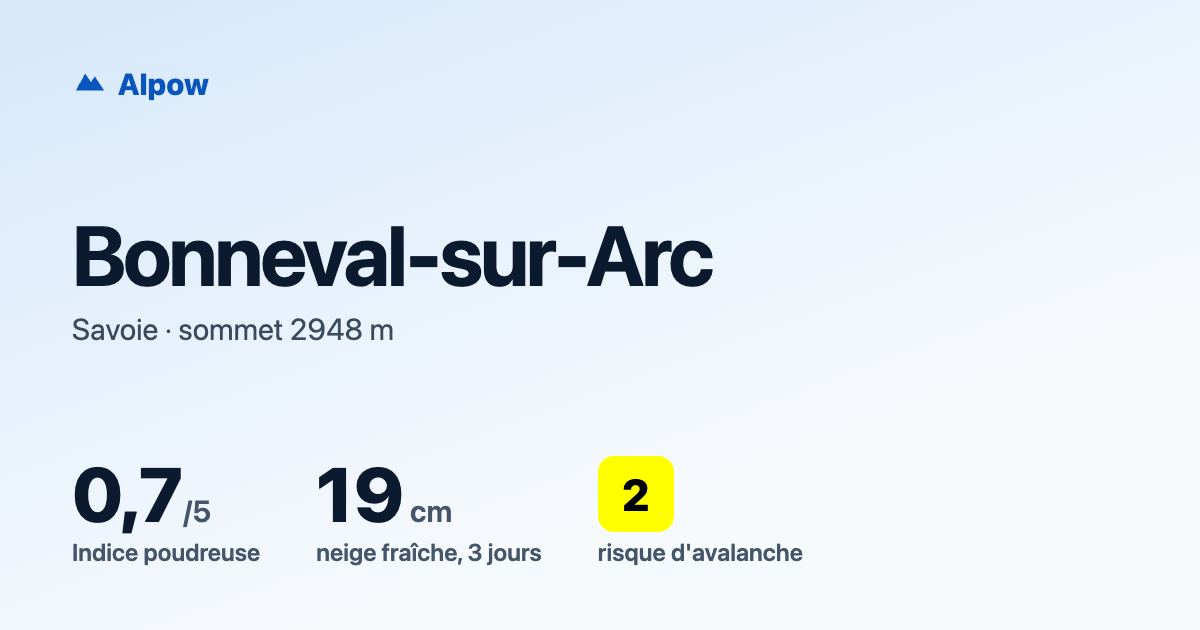 Alpow
Bonneval-sur-Arc
Savoie · sommet 2948 m
0,7/5
Indice poudreuse
19 cm
neige fraîche, 3 jours
2
risque d'avalanche